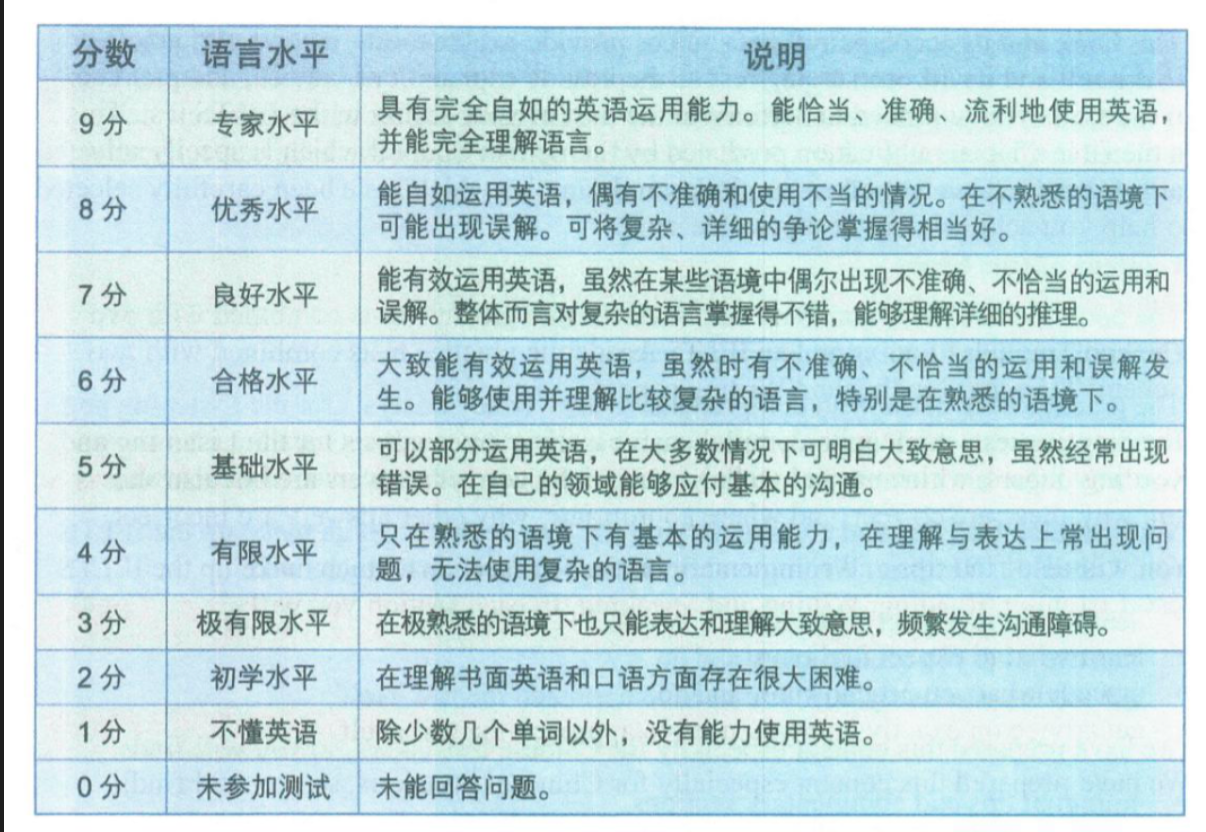 分数 语言水平 说明
9分 专家水平 具有完全自如的英语运用能力。能恰当、准确、流利地使用英语
并能完全理解语言。
8分 优秀水平 能自如运用英语，偶有不准确和使用不当的情况。在不熟悉的语境下
可能出现误解。可将复杂、详细的争论掌握得相当好。
7分 良好水平 能有效运用英语，虽然在某些语境中偶尔出现不准确、不恰当的运用和
误解。整体而言对复杂的语言掌握得不错，能够理解详细的推理。
6分 合格水平 大致能有效运用英语，虽然时有不准确、不恰当的运用和误解发
生。能够使用并理解比较复杂的语言，特别是在熟悉的语境下。
5分 基础水平 可以部分运用英语，在大多数情况下可明白大致意思，虽然经常出现
错误。在自己的领域能够应付基本的沟通。
4分 有限水平 只在熟悉的语境下有基本的运用能力，在理解与表达上常出现问
题，无法使用复杂的语言。
3分 极有限水平 在极熟悉的语境下也只能表达和理解大致意思，频繁发生沟通障碍。
2分 初学水平 在理解书面英语和口语方面存在很大困难。
1分 不懂英语 除少数几个单词以外，没有能力使用英语。
0分 未参加测试 未能回答问题。